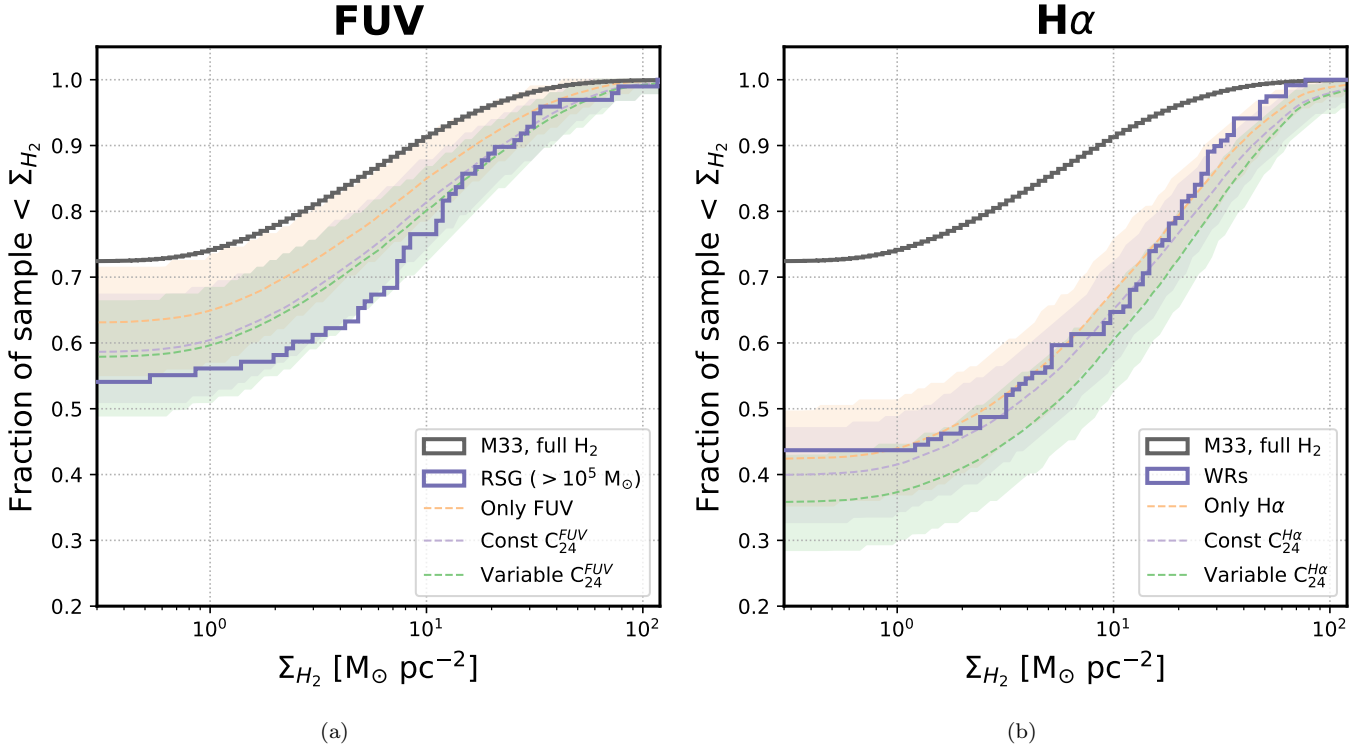 FUV
Fraction of sample < Σ_{H_2}
1.0
0.9
0.8
0.7
0.6
0.5
0.4
0.3
0.2
M33, full H₂
RSG (> 10⁵ M_⊙)
Only FUV
Const C_{24}^{FUV}
Variable C_{24}^{FUV}
10⁰
10¹
10²
Σ_{H_2} [M_⊙ pc⁻²]
(a)
Hα
Fraction of sample < Σ_{H_2}
1.0
0.9
0.8
0.7
0.6
0.5
0.4
0.3
0.2
M33, full H₂
WRs
Only Hα
Const C_{24}^{Hα}
Variable C_{24}^{Hα}
10⁰
10¹
10²
Σ_{H_2} [M_⊙ pc⁻²]
(b)